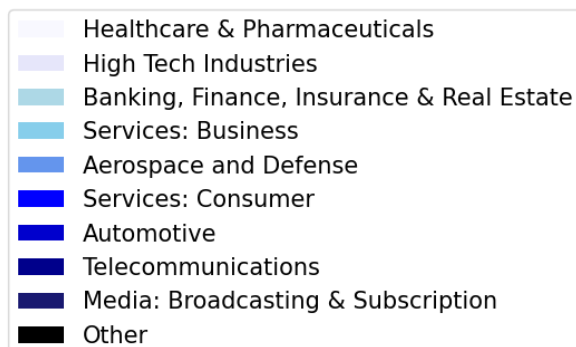 Healthcare & Pharmaceuticals
High Tech Industries
Banking, Finance, Insurance & Real Estate
Services: Business
Aerospace and Defense
Services: Consumer
Automotive
Telecommunications
Media: Broadcasting & Subscription
Other